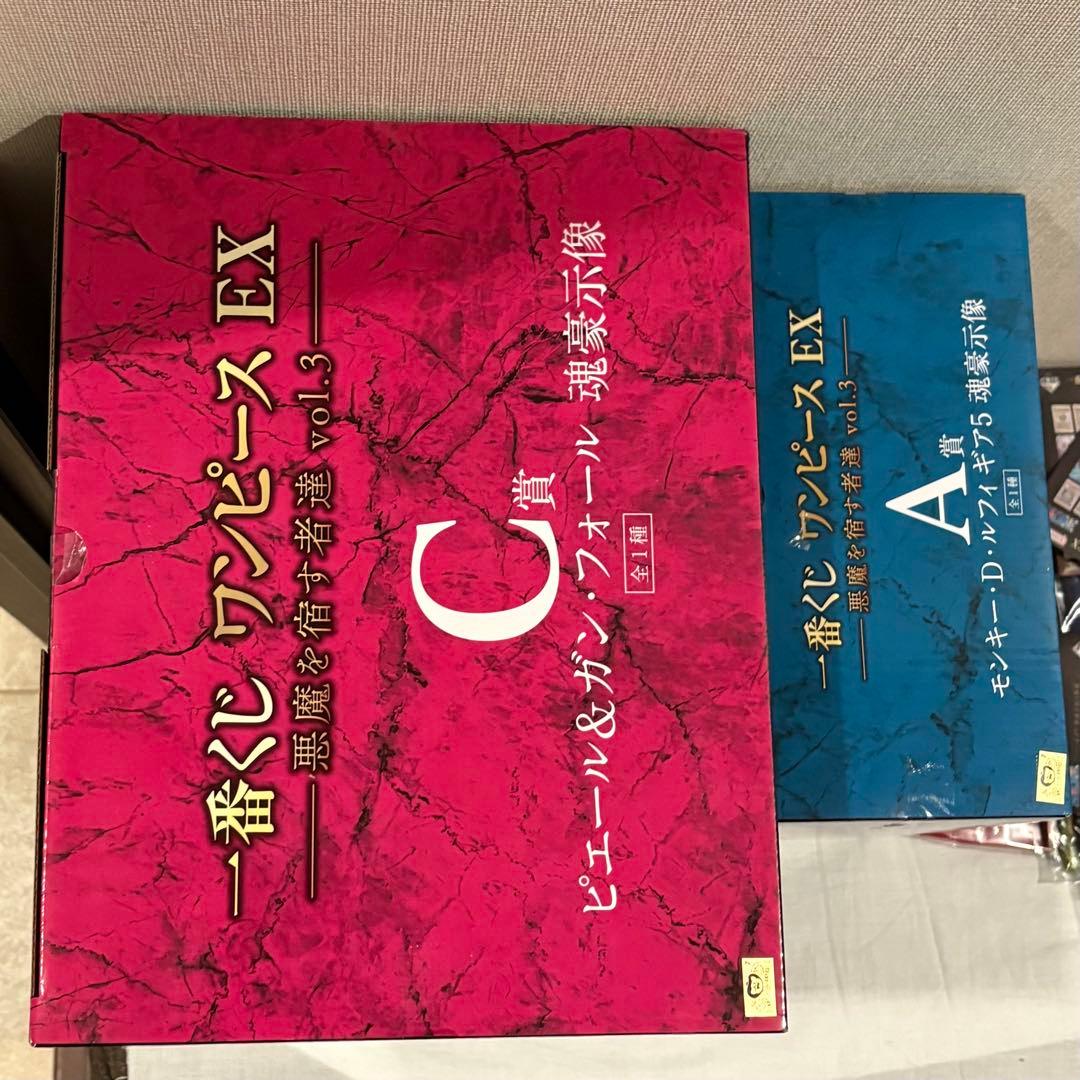 一番くじ ワンピース EX
悪魔を宿す者達 vol.3
C賞
ピエール&ガン・フォール 魂豪示像
全1種
一番くじ ワンピース EX
悪魔を宿す者達 vol.3
A賞
モンキー・D・ルフィギア5 魂豪示像
全1種